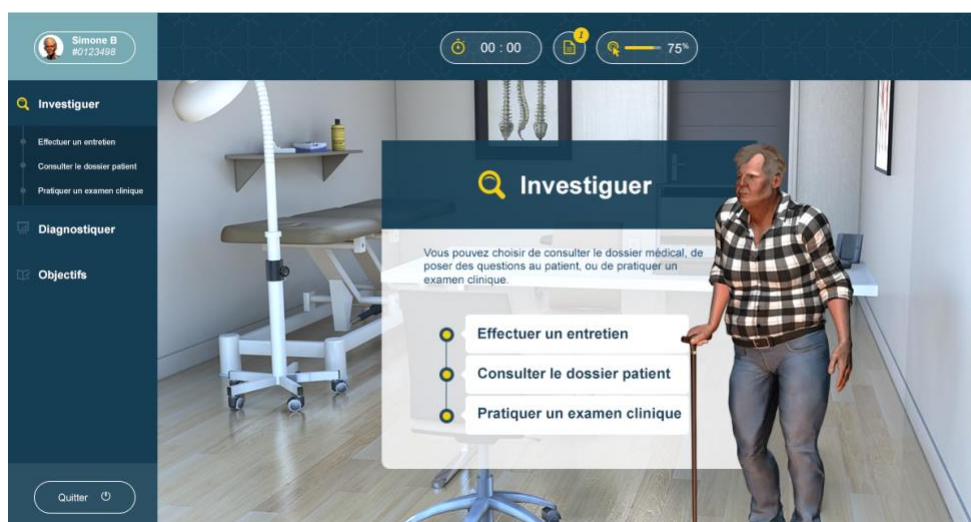 Simone B
#0123498
00 : 00
1
75%
Investiguer
Effectuer un entretien
Consulter le dossier patient
Pratiquer un examen clinique
Diagnostiquer
Objectifs
Quitter
Investiguer
Vous pouvez choisir de consulter le dossier médical, de
poser des questions au patient, ou de pratiquer un
examen clinique.
Effectuer un entretien
Consulter le dossier patient
Pratiquer un examen clinique